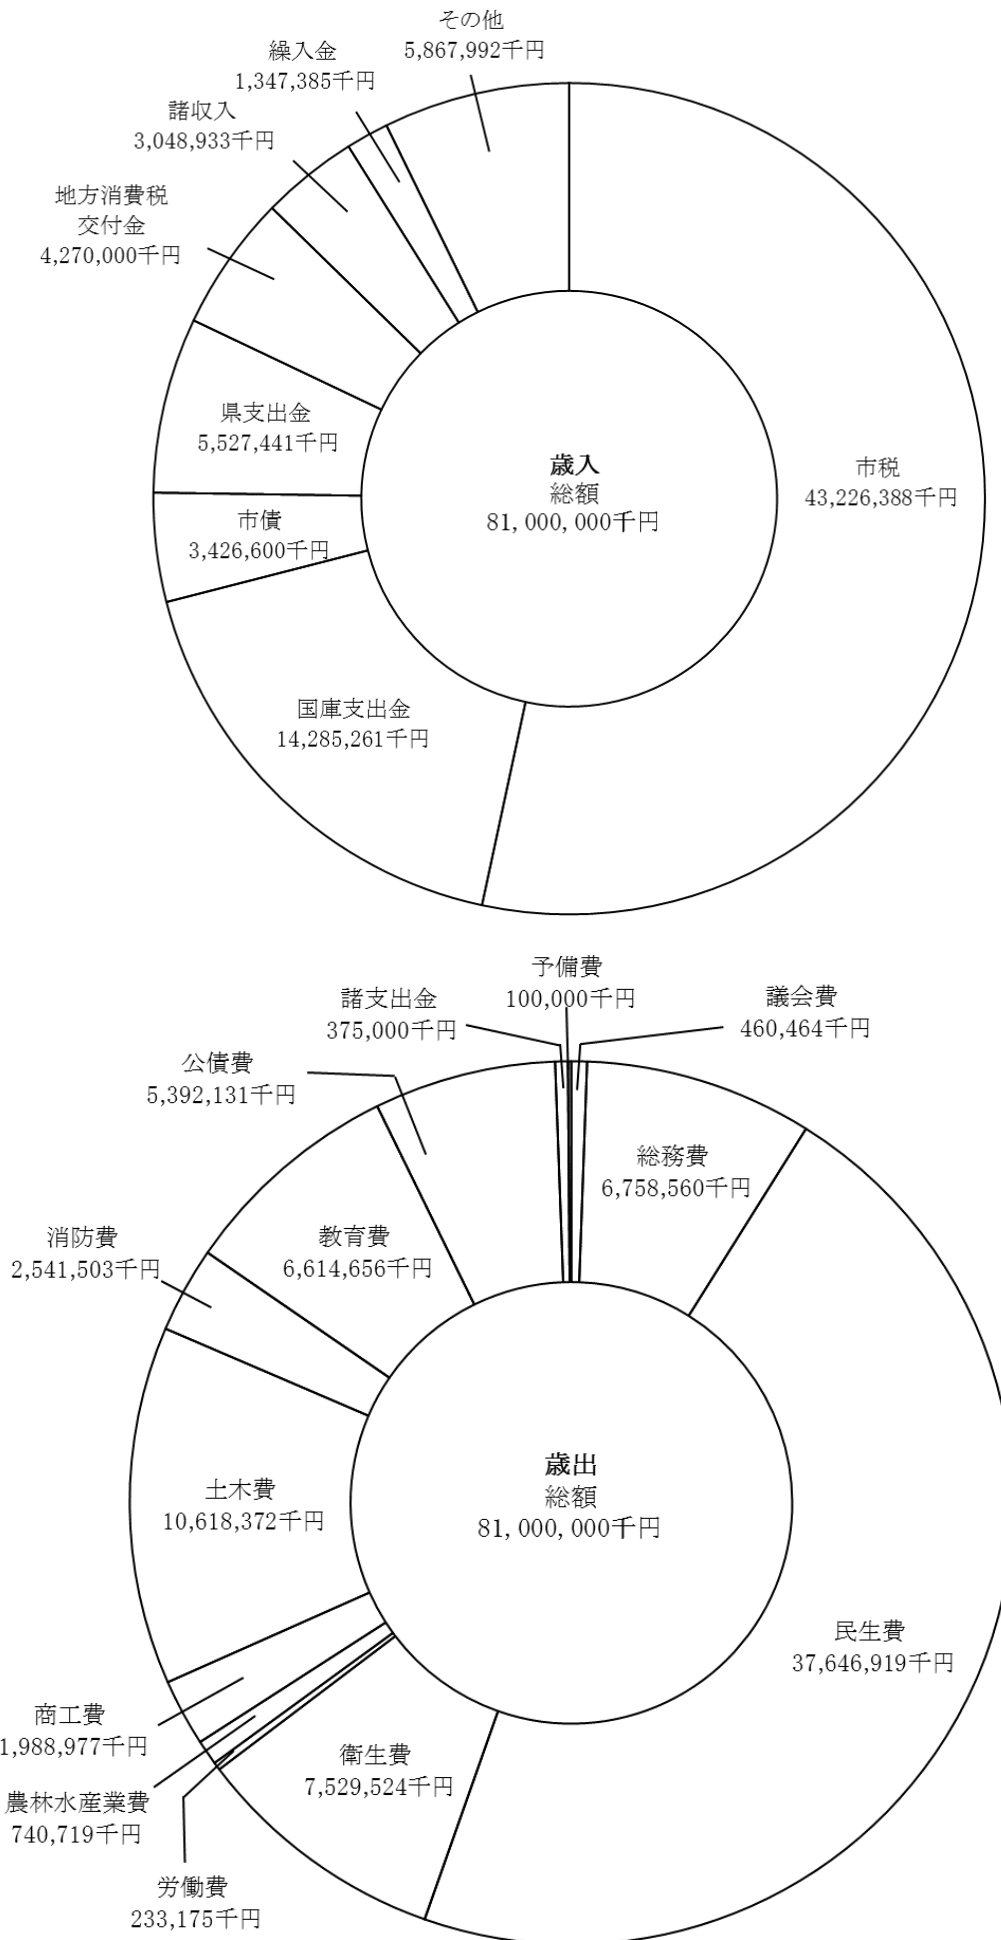 その他
5,867,992千円
繰入金
1,347,385千円
諸収入
3,048,933千円
地方消費税
交付金
4,270,000千円
県支出金
5,527,441千円
市債
3,426,600千円
国庫支出金
14,285,261千円
市税
43,226,388千円
歳入
総額
81,000,000千円
予備費
100,000千円
議会費
460,464千円
諸支出金
375,000千円
公債費
5,392,131千円
総務費
6,758,560千円
消防費
2,541,503千円
教育費
6,614,656千円
土木費
10,618,372千円
歳出
総額
81,000,000千円
民生費
37,646,919千円
商工費
1,988,977千円
衛生費
7,529,524千円
農林水産業費
740,719千円
労働費
233,175千円